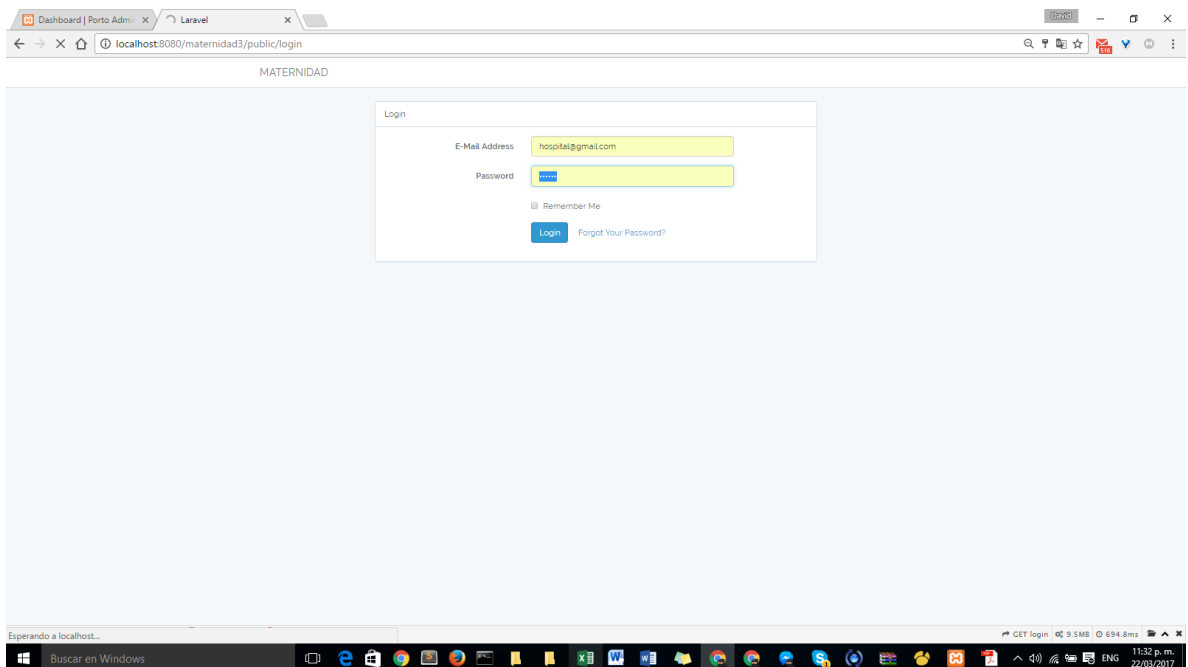 Dashboard | Porto Admi
Laravel
David
localhost:8080/maternidad3/public/login
516
MATERNIDAD
Login
E-Mail Address
hospital@gmail.com
Password
••••••
Remember Me
Login
Forgot Your Password?
Esperando a localhost...
GET login
9.5MB
694.8ms
Buscar en Windows
ENG
11:32 p. m.
22/03/2017